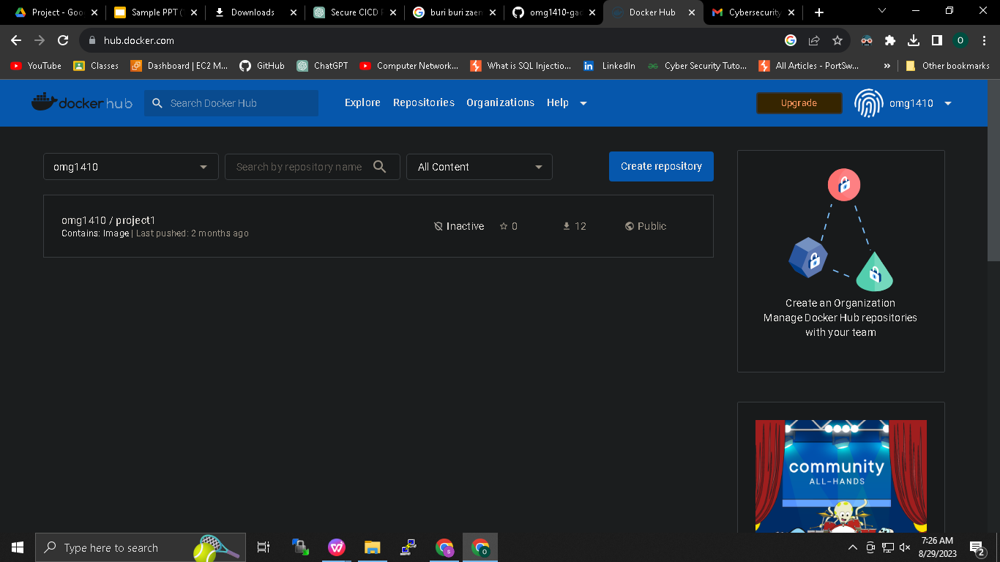 Project - Goo
Sample PPT (
Downloads
Secure CICD P
buri buri zaer
omg1410-gad
Docker Hub
Cybersecurity
hub.docker.com
O
YouTube
Classes
Dashboard | EC2 M...
GitHub
ChatGPT
Computer Network...
What is SQL Injectio...
LinkedIn
Cyber Security Tuto...
All Articles - PortSw...
»
Other bookmarks
docker hub
Search Docker Hub
Explore
Repositories
Organizations
Help
Upgrade
omg1410
omg1410
Search by repository name
All Content
Create repository
omg1410 / project1
Contains: Image | Last pushed: 2 months ago
Inactive
0
12
Public
Create an Organization
Manage Docker Hub repositories
with your team
community
ALL-HANDS
Type here to search
S
O
7:26 AM
8/29/2023
2